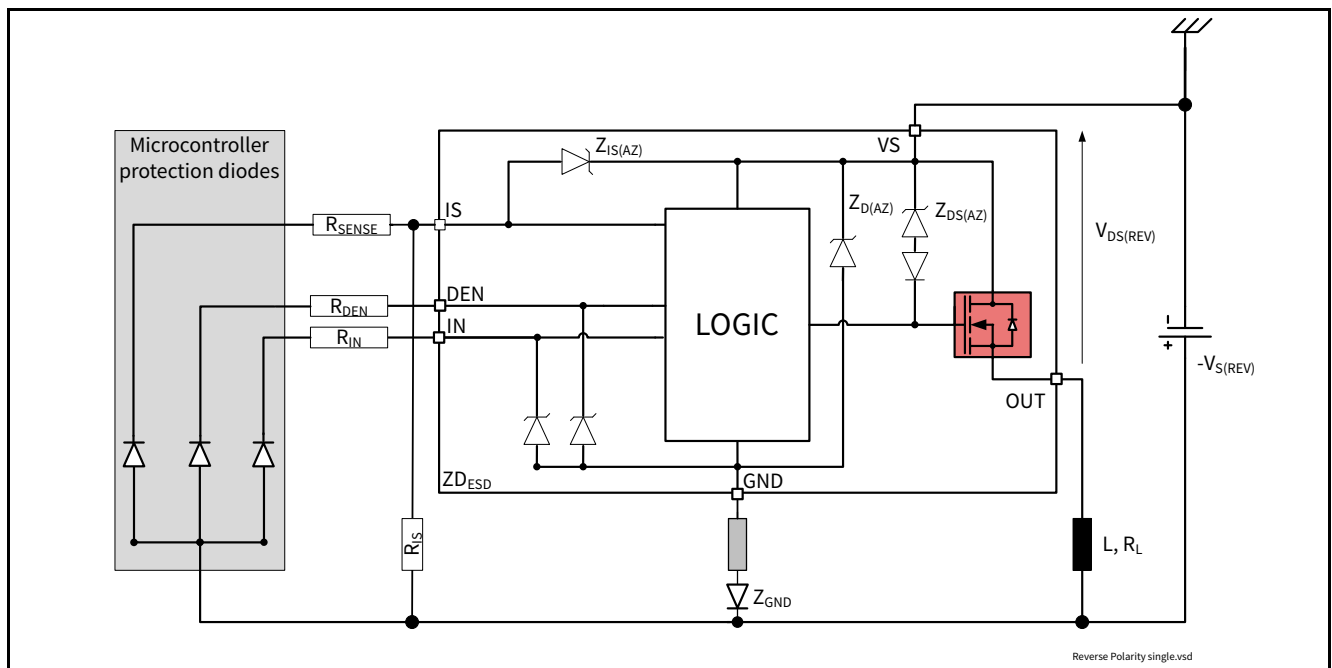 Microcontroller
protection diodes
Z_IS(AZ)
VS
IS
R_SENSE
Z_D(AZ)
Z_DS(AZ)
V_DS(REV)
DEN
R_DEN
IN
R_IN
LOGIC
-
+
-V_S(REV)
OUT
ZD_ESD
GND
R_IS
L, R_L
Z_GND
Reverse Polarity single.vsd